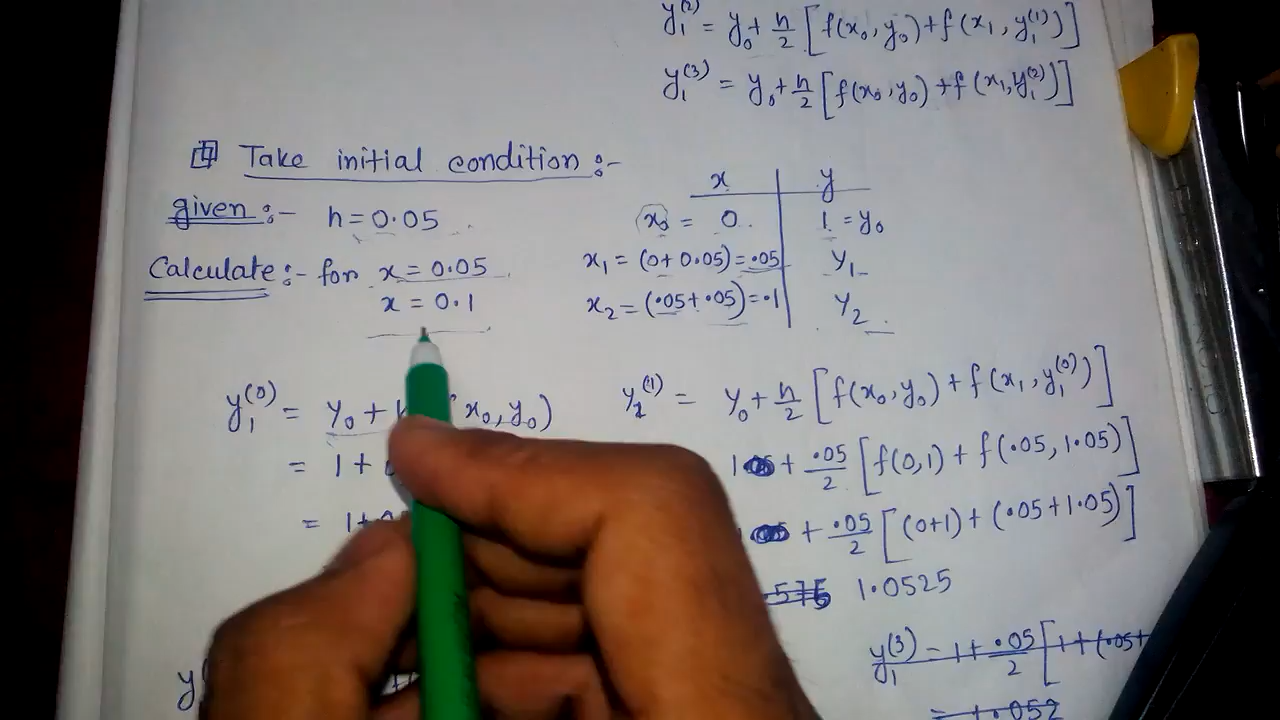 y₁⁽²⁾ = y₀ + h/2 [f(x₀, y₀) + f(x₁, y₁⁽¹⁾)]
y₁⁽³⁾ = y₀ + h/2 [f(x₀, y₀) + f(x₁, y₁⁽²⁾)]
Take initial condition :-
given :- h = 0.05
Calculate :- for x = 0.05
x = 0.1
x | y
x₀ = 0 | 1 = y₀
x₁ = (0 + 0.05) = .05 | y₁
x₂ = (.05 + .05) = .1 | y₂
y₁⁽⁰⁾ = y₀ + x₀, y₀)
= 1 +
= 1 +
y₁⁽¹⁾ = y₀ + h/2 [f(x₀, y₀) + f(x₁, y₁⁽⁰⁾)]
1 + .05/2 [f(0,1) + f(.05, 1.05)]
+ .05/2 [(0+1) + (.05 + 1.05)]
1.0525
y₁⁽³⁾ = 1 + .05/2 [1 + (.05 +
= 1.052
y